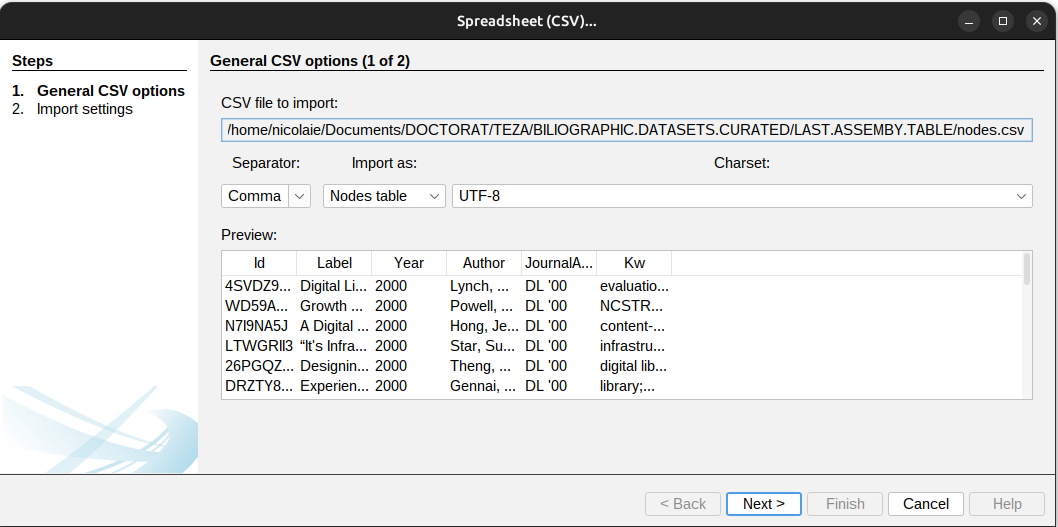 Spreadsheet (CSV)...
Steps
1. General CSV options
2. Import settings
General CSV options (1 of 2)
CSV file to import:
/home/nicolaie/Documents/DOCTORAT/TEZA/BILIOGRAPHIC.DATASETS.CURATED/LAST.ASSEMBY.TABLE/nodes.csv
Separator: Import as: Charset:
Comma Nodes table UTF-8
Preview:
Id Label Year Author JournalA... Kw
4SVDZ9... Digital Li... 2000 Lynch, ... DL '00 evaluatio...
WD59A... Growth ... 2000 Powell, ... DL '00 NCSTR...
N7I9NA5J A Digital ... 2000 Hong, Je... DL '00 content-...
LTWGRII3 “It's Infra... 2000 Star, Su... DL '00 infrastru...
26PGQZ... Designin... 2000 Theng, ... DL '00 digital lib...
DRZTY8... Experien... 2000 Gennai, ... DL '00 library;...
< Back Next > Finish Cancel Help